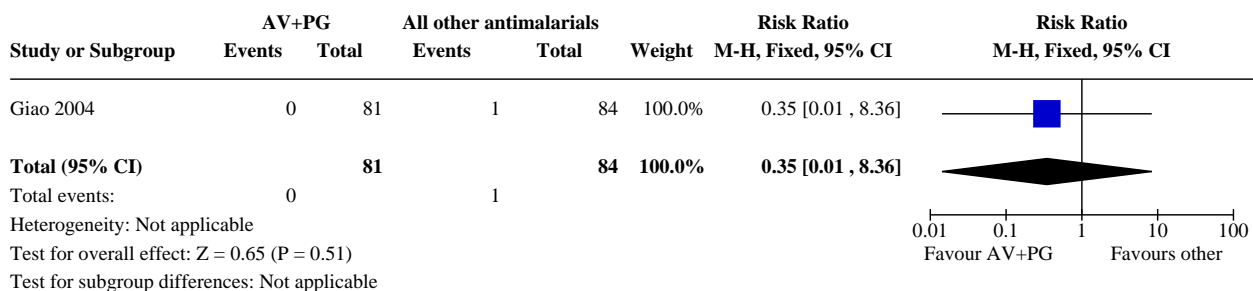 AV+PG All other antimalarials Risk Ratio Risk Ratio
Study or Subgroup Events Total Events Total Weight M-H, Fixed, 95% CI M-H, Fixed, 95% CI
Giao 2004 0 81 1 84 100.0% 0.35 [0.01 , 8.36]
Total (95% CI) 81 84 100.0% 0.35 [0.01 , 8.36]
Total events: 0 1
Heterogeneity: Not applicable
Test for overall effect: Z = 0.65 (P = 0.51)
Test for subgroup differences: Not applicable
0.01 0.1 1 10 100
Favour AV+PG Favours other